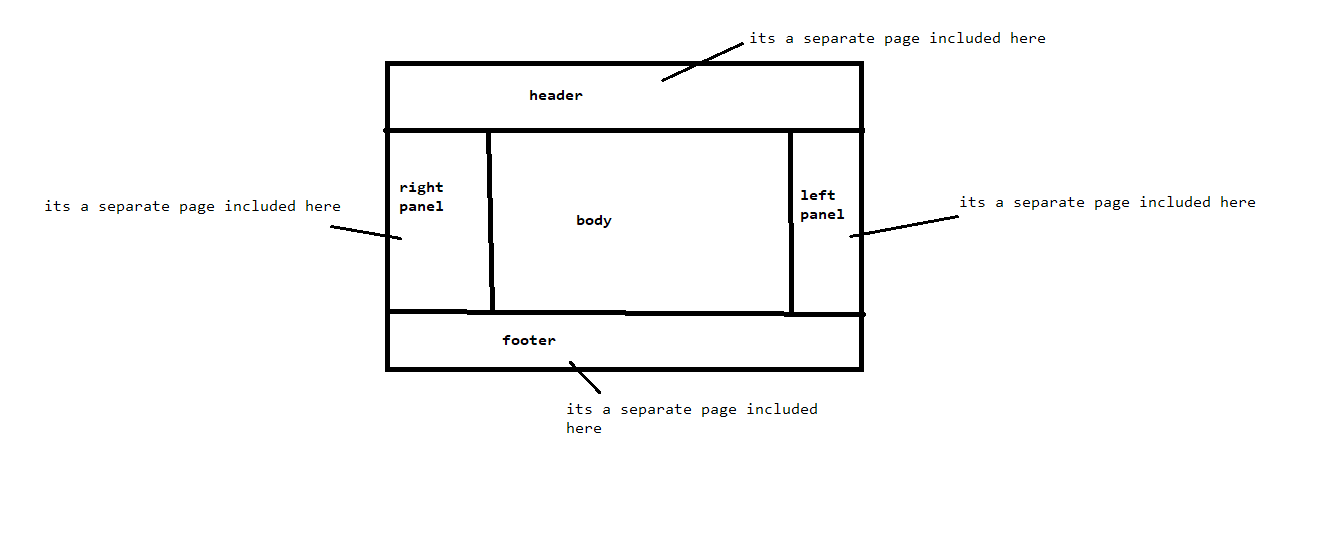 its a separate page included here
header
right
panel
its a separate page included here
body
left
panel
its a separate page included here
footer
its a separate page included
here